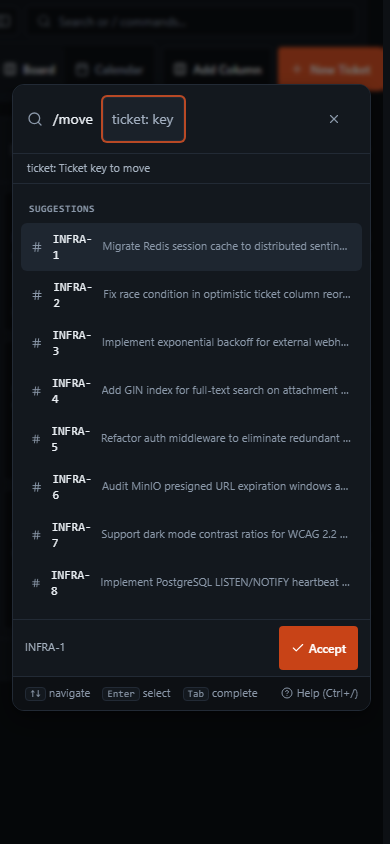 Search or / commands...
Board
Calendar
Add Column
+ New Ticket
/move ticket: key
ticket: Ticket key to move
SUGGESTIONS
# INFRA-
1
Migrate Redis session cache to distributed sentin...
# INFRA-
2
Fix race condition in optimistic ticket column reor...
# INFRA-
3
Implement exponential backoff for external webh...
# INFRA-
4
Add GIN index for full-text search on attachment ...
# INFRA-
5
Refactor auth middleware to eliminate redundant ...
# INFRA-
6
Audit MinIO presigned URL expiration windows a...
# INFRA-
7
Support dark mode contrast ratios for WCAG 2.2 ...
# INFRA-
8
Implement PostgreSQL LISTEN/NOTIFY heartbeat ...
INFRA-1
Accept
↑↓ navigate Enter select Tab complete Help (Ctrl+/)